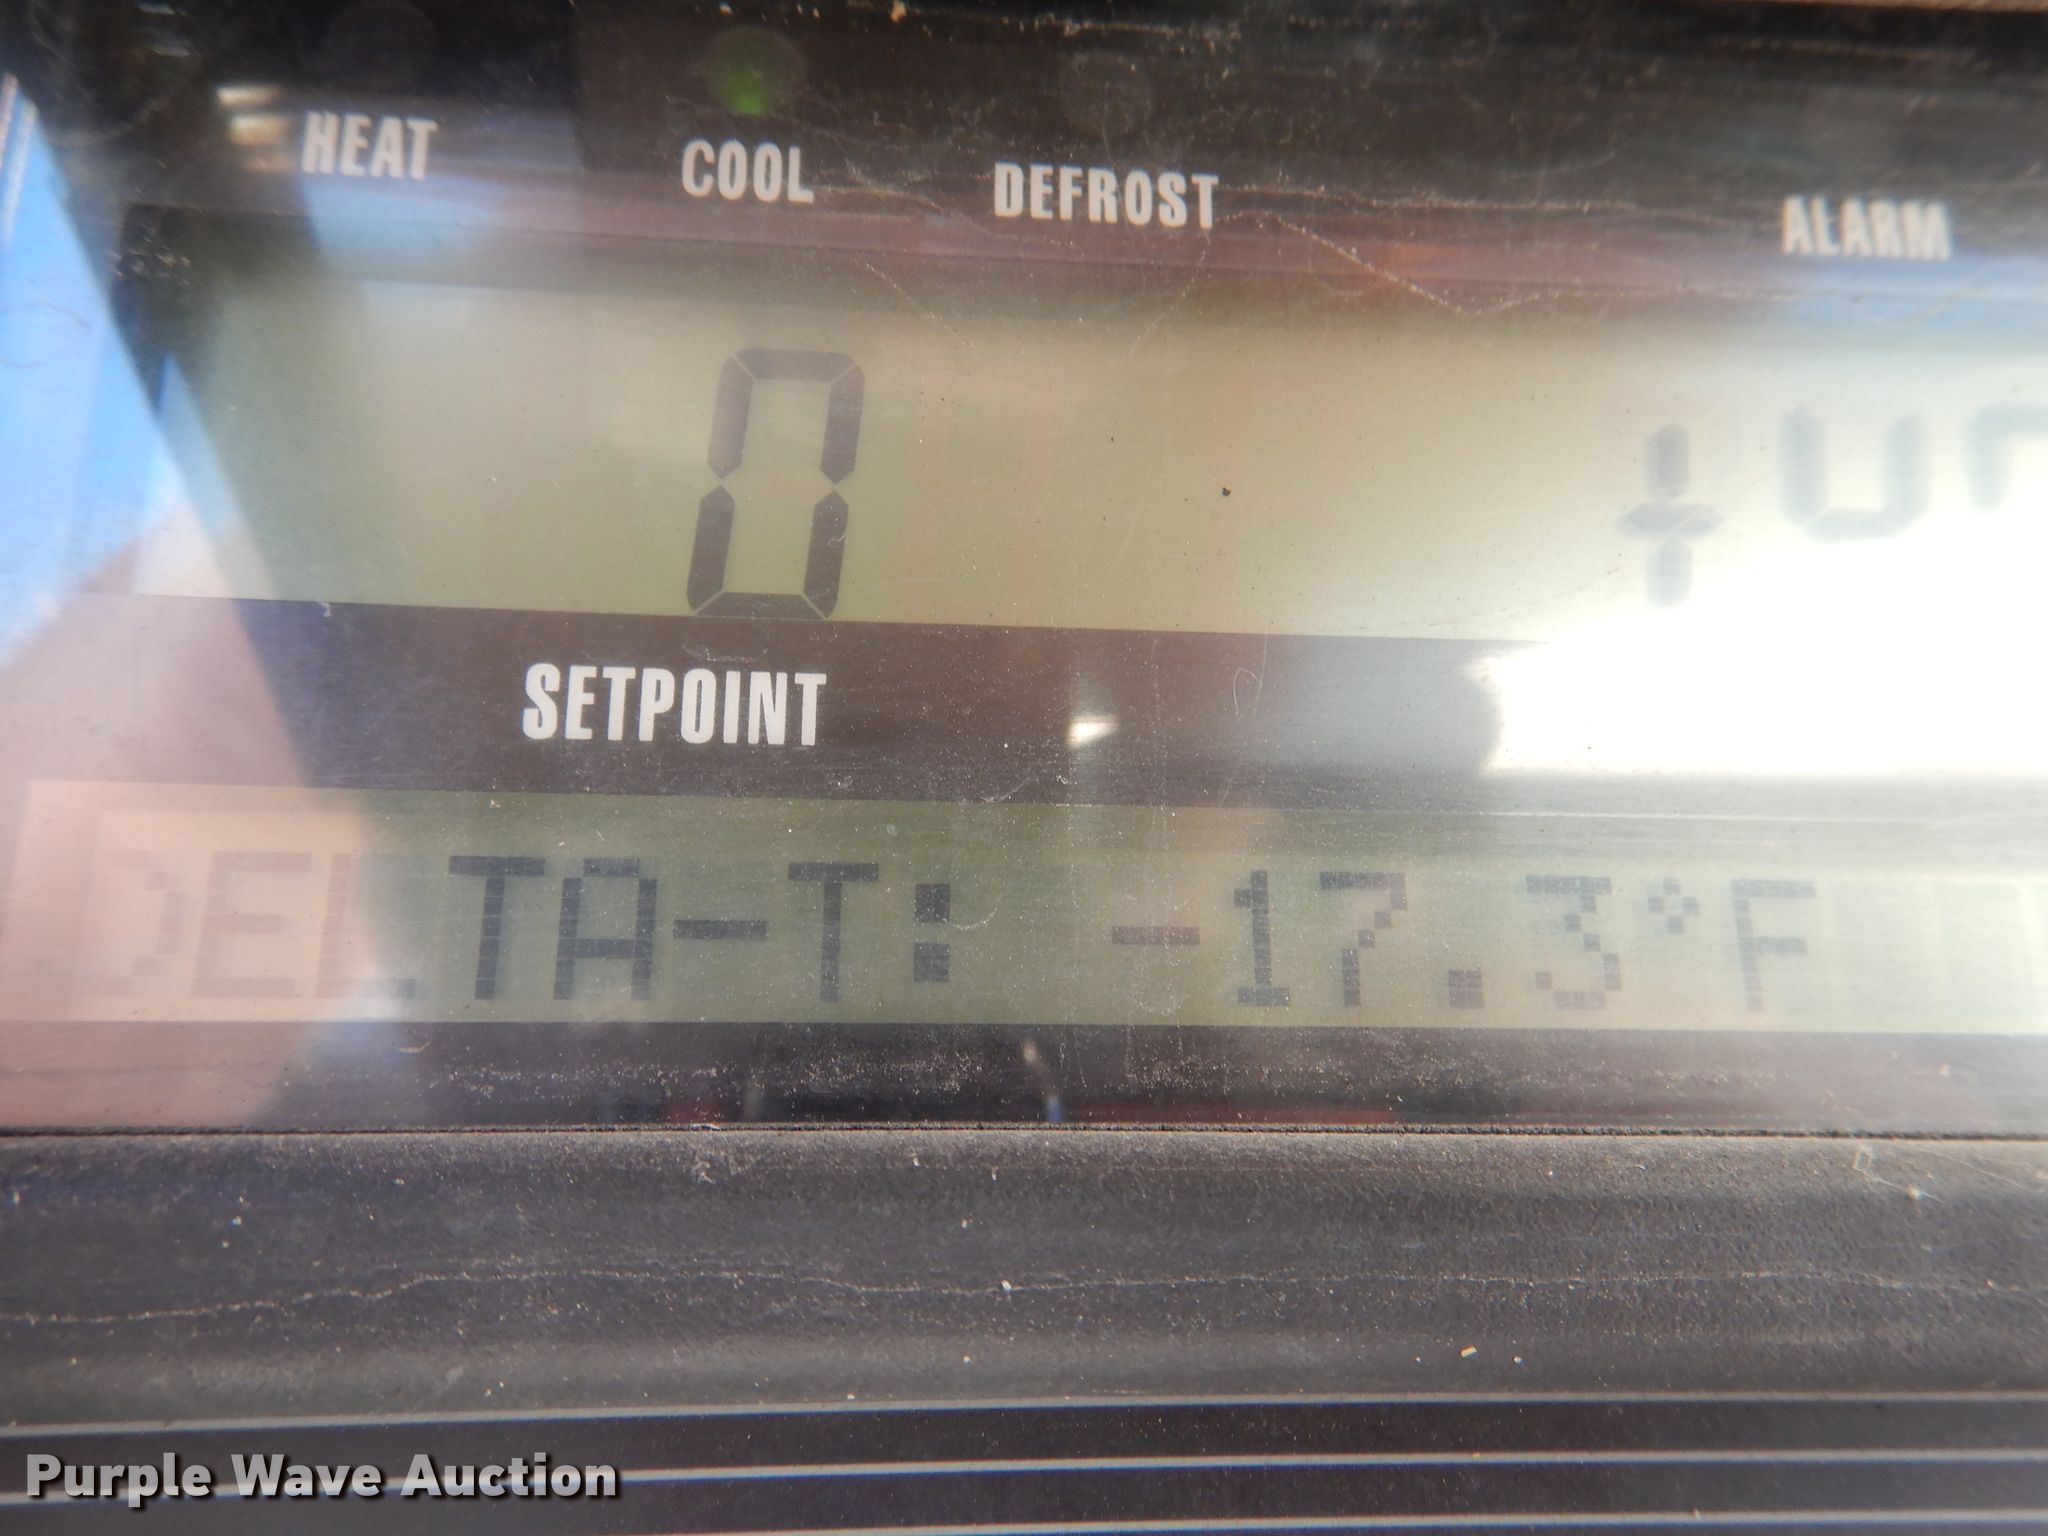 HEAT COOL DEFROST ALARM
0
SETPOINT
DELTA-T: -17.3°F
Purple Wave Auction